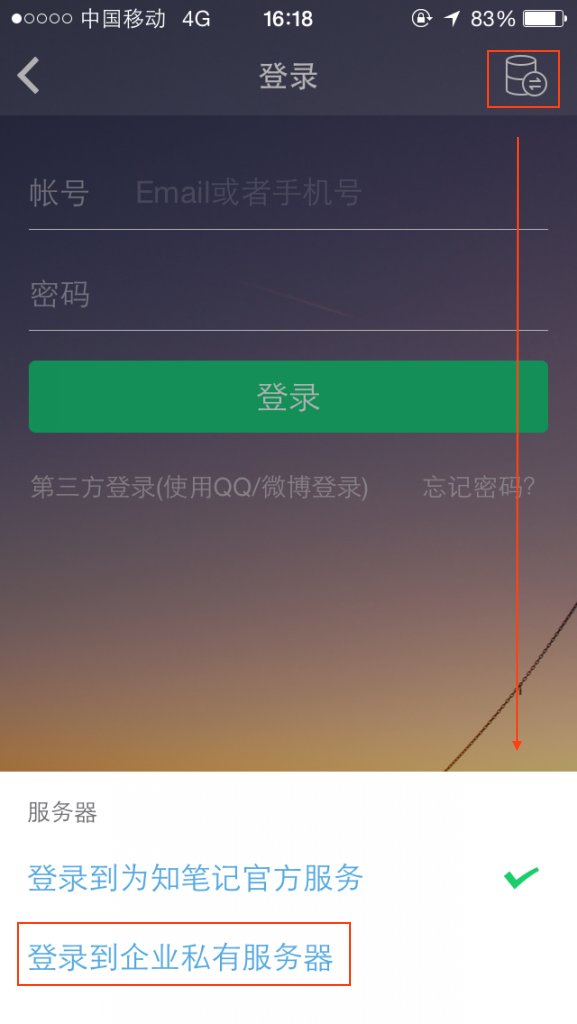 中国移动 4G 16:18 83%
登录
帐号 Email或者手机号
密码
登录
第三方登录(使用QQ/微博登录) 忘记密码?
服务器
登录到为知笔记官方服务
登录到企业私有服务器